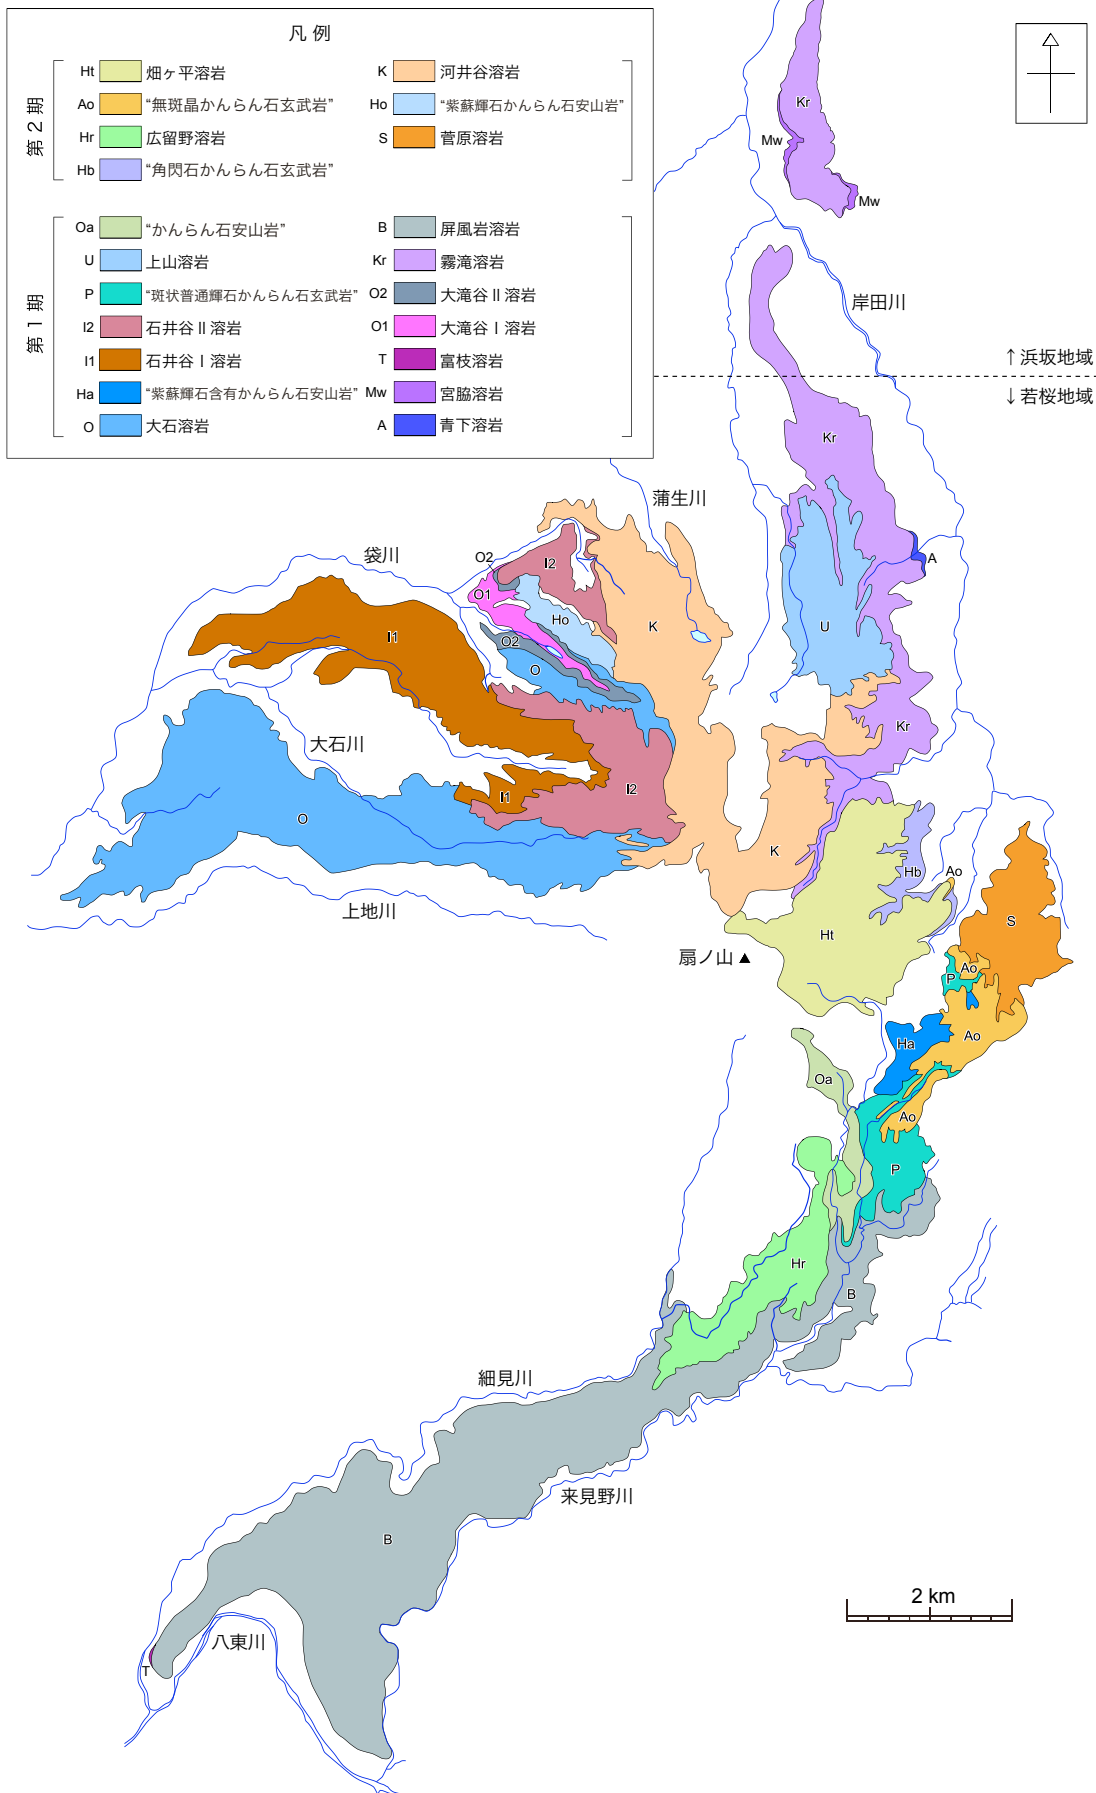 凡 例
第 2 期
Ht 畑ヶ平溶岩
Ao “無斑晶かんらん石玄武岩”
Hr 広留野溶岩
Hb “角閃石かんらん石玄武岩”
K 河井谷溶岩
Ho “紫蘇輝石かんらん石安山岩”
S 菅原溶岩
第 1 期
Oa “かんらん石安山岩”
U 上山溶岩
P “斑状普通輝石かんらん石玄武岩”
I2 石井谷 II 溶岩
I1 石井谷 I 溶岩
Ha “紫蘇輝石含有かんらん石安山岩”
O 大石溶岩
B 屏風岩溶岩
Kr 霧滝溶岩
O2 大滝谷 II 溶岩
O1 大滝谷 I 溶岩
T 富枝溶岩
Mw 宮脇溶岩
A 青下溶岩
Kr
Mw
Mw
岸田川
↑浜坂地域
↓若桜地域
Kr
蒲生川
袋川
O2
I2
A
O1
Ho
K
U
I1
O2
O
Kr
大石川
I2
I1
O
K
Hb
Ao
上地川
S
Ht
扇ノ山 ▲
Ao
P
Ao
Ha
Oa
Ao
P
Hr
B
細見川
来見野川
B
2 km
八東川
T